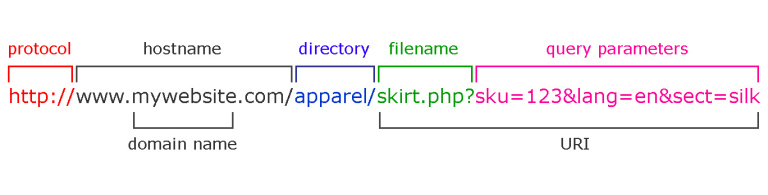 protocol hostname directory filename query parameters
http://www.mywebsite.com/apparel/skirt.php?sku=123&lang=en&sect=silk
domain name URI